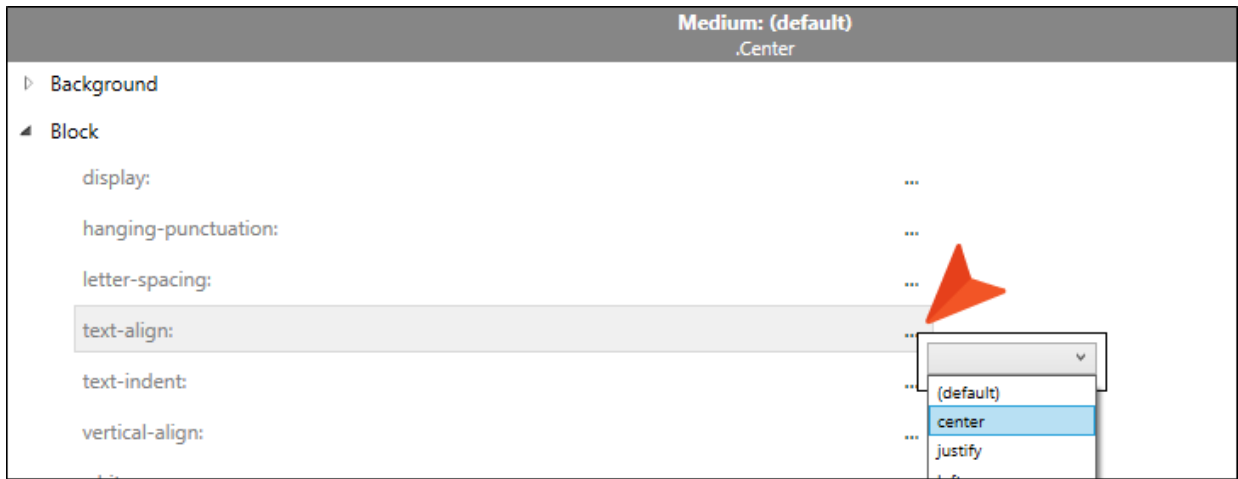 Medium: (default)
.Center
Background
Block
display: ...
hanging-punctuation: ...
letter-spacing: ...
text-align: ...
text-indent: ...
(default)
center
vertical-align: ...
justify